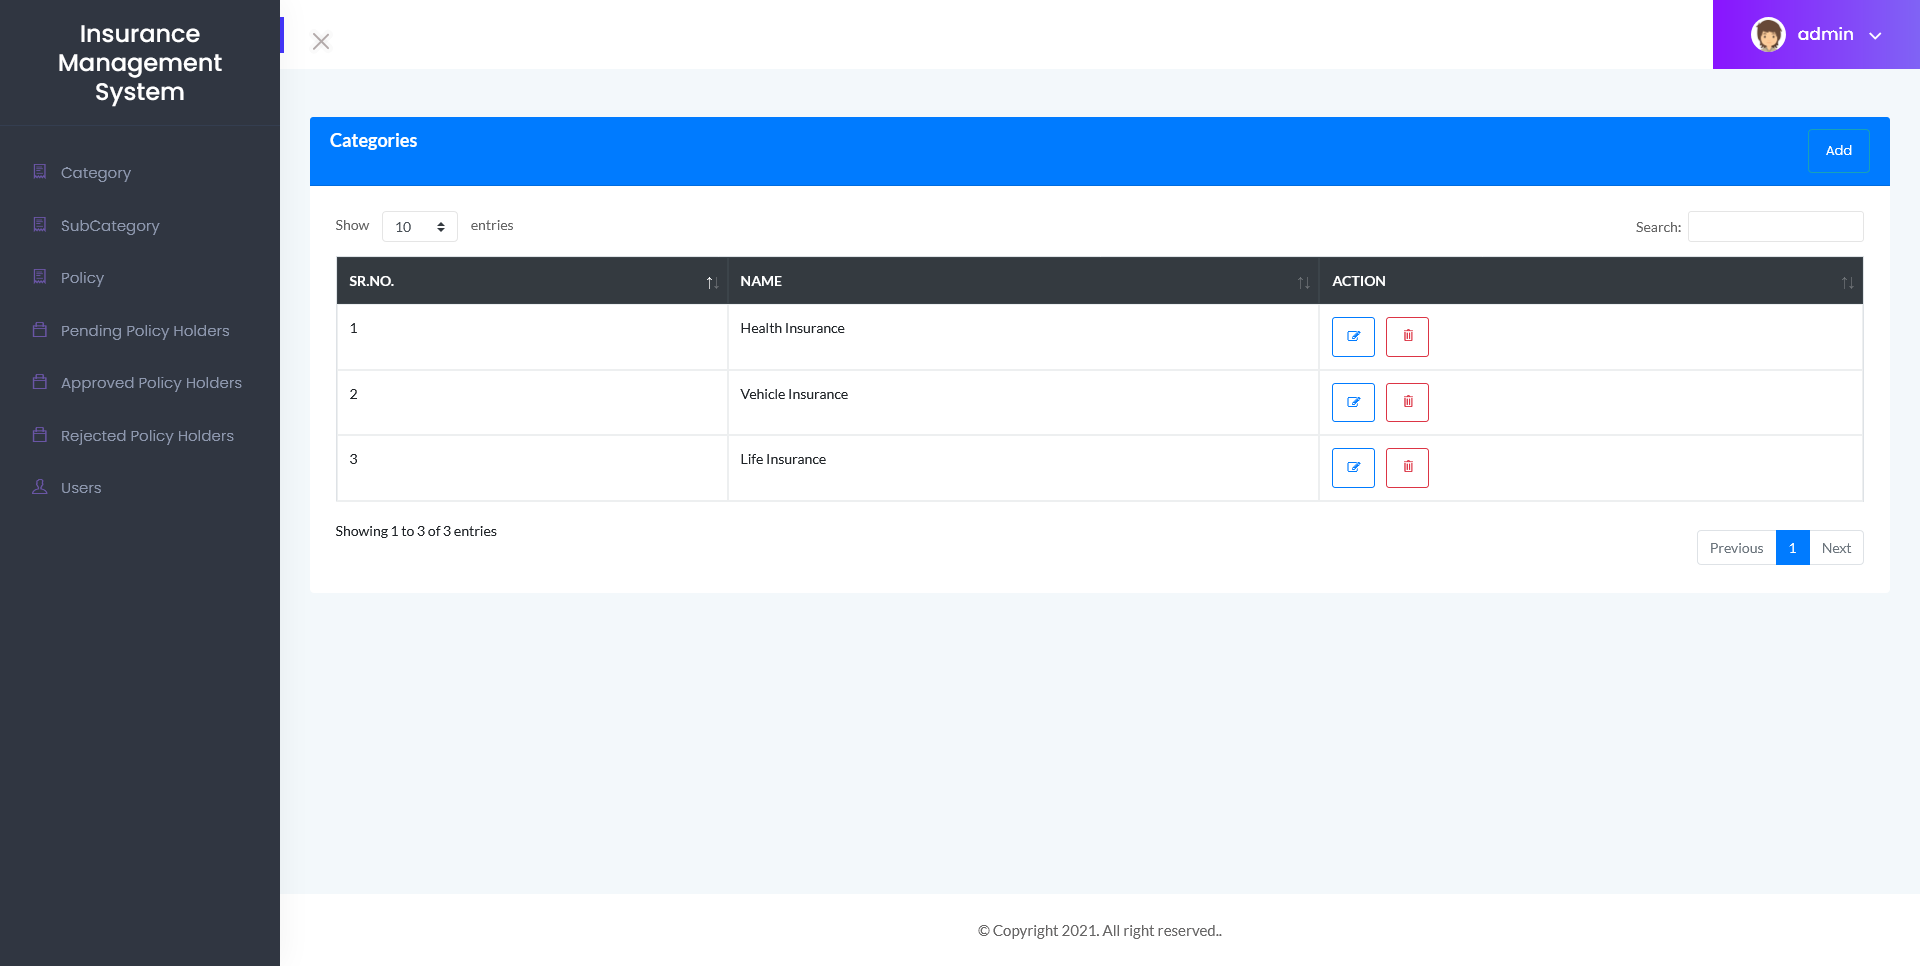 Insurance
Management
System
admin
Category
SubCategory
Policy
Pending Policy Holders
Approved Policy Holders
Rejected Policy Holders
Users
Categories
Add
Show 10 entries
Search:
SR.NO. NAME ACTION
1 Health Insurance
2 Vehicle Insurance
3 Life Insurance
Showing 1 to 3 of 3 entries
Previous 1 Next
© Copyright 2021. All right reserved..